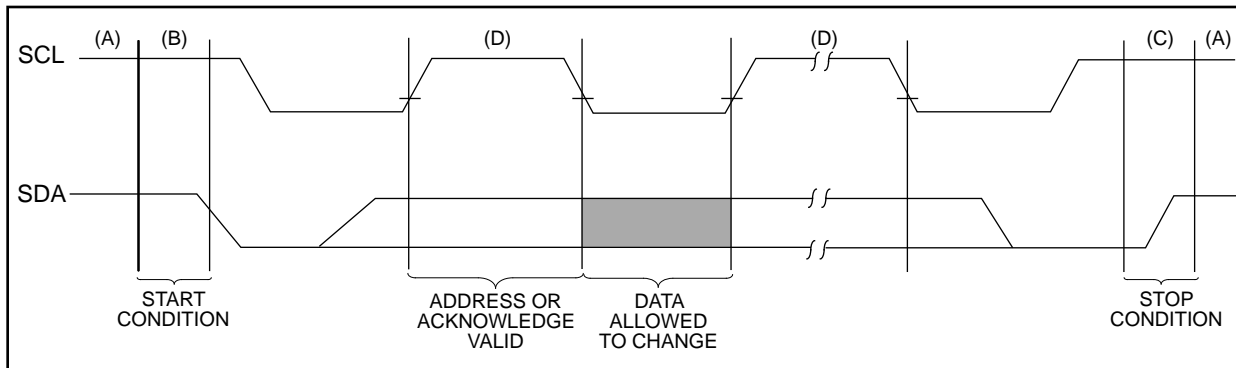 (A) (B) (D) (D) (C) (A)
SCL
SDA
START
CONDITION
ADDRESS OR
ACKNOWLEDGE
VALID
DATA
ALLOWED
TO CHANGE
STOP
CONDITION